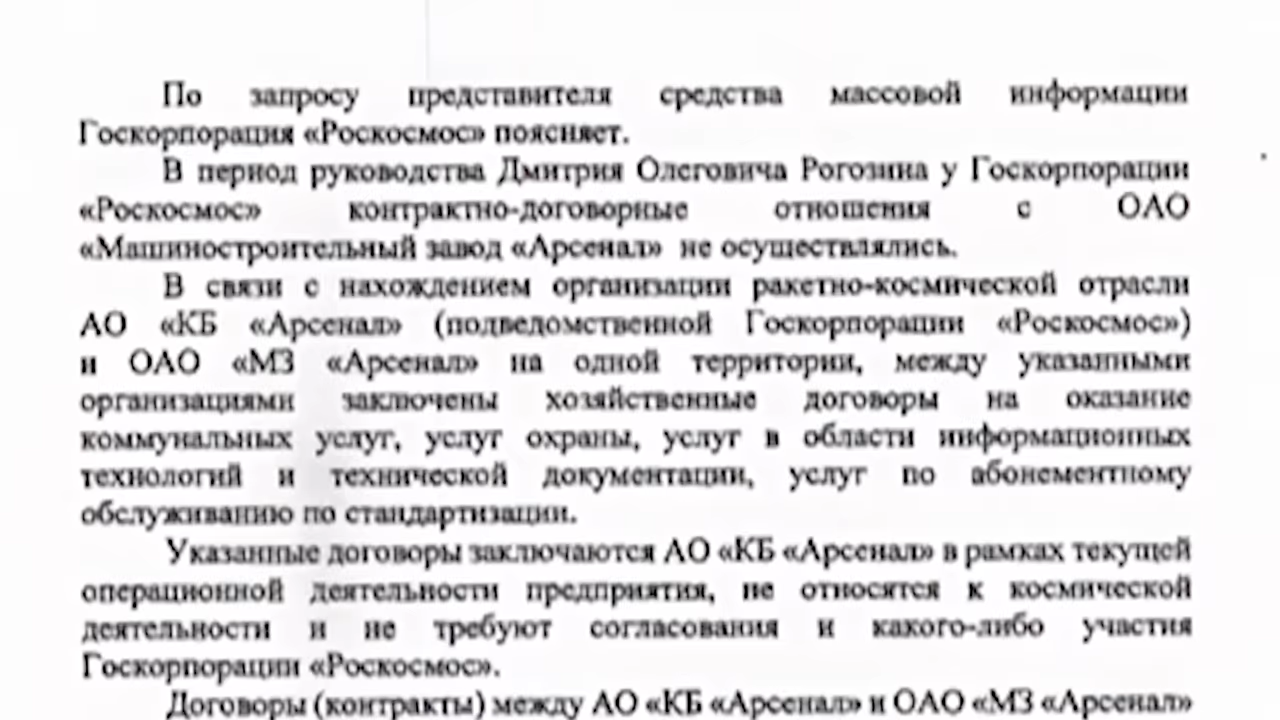 По запросу представителя средства массовой информации
Госкорпорация «Роскосмос» поясняет.
В период руководства Дмитрия Олеговича Рогозина у Госкорпорации
«Роскосмос» контрактно-договорные отношения с ОАО
«Машиностроительный завод «Арсенал» не осуществлялись.
В связи с нахождением организации ракетно-космической отрасли
АО «КБ «Арсенал» (подведомственной Госкорпорации «Роскосмос»)
и ОАО «МЗ «Арсенал» на одной территории, между указанными
организациями заключены хозяйственные договоры на оказание
коммунальных услуг, услуг охраны, услуг в области информационных
технологий и технической документации, услуг по абонементному
обслуживанию по стандартизации.
Указанные договоры заключаются АО «КБ «Арсенал» в рамках текущей
операционной деятельности предприятия, не относятся к космической
деятельности и не требуют согласования и какого-либо участия
Госкорпорации «Роскосмос».
Договоры (контракты) между АО «КБ «Арсенал» и ОАО «МЗ «Арсенал»